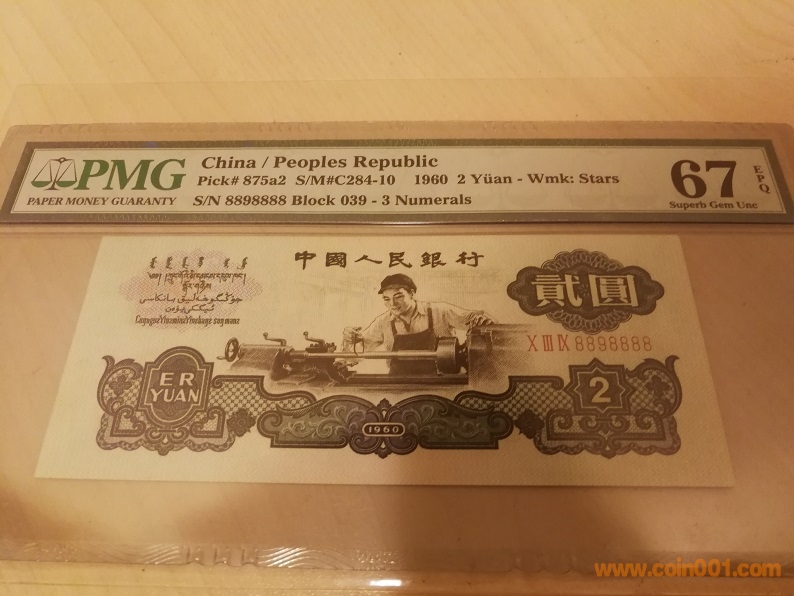 PMG
PAPER MONEY GUARANTY
China / Peoples Republic
Pick# 875a2 S/M#C284-10 1960 2 Yüan - Wmk: Stars
S/N 8898888 Block 039 - 3 Numerals
67
EPQ
Superb Gem Unc
中國人民銀行
貳圓
X III IX 8898888
ER
YUAN
2
1960
www.coin001.com